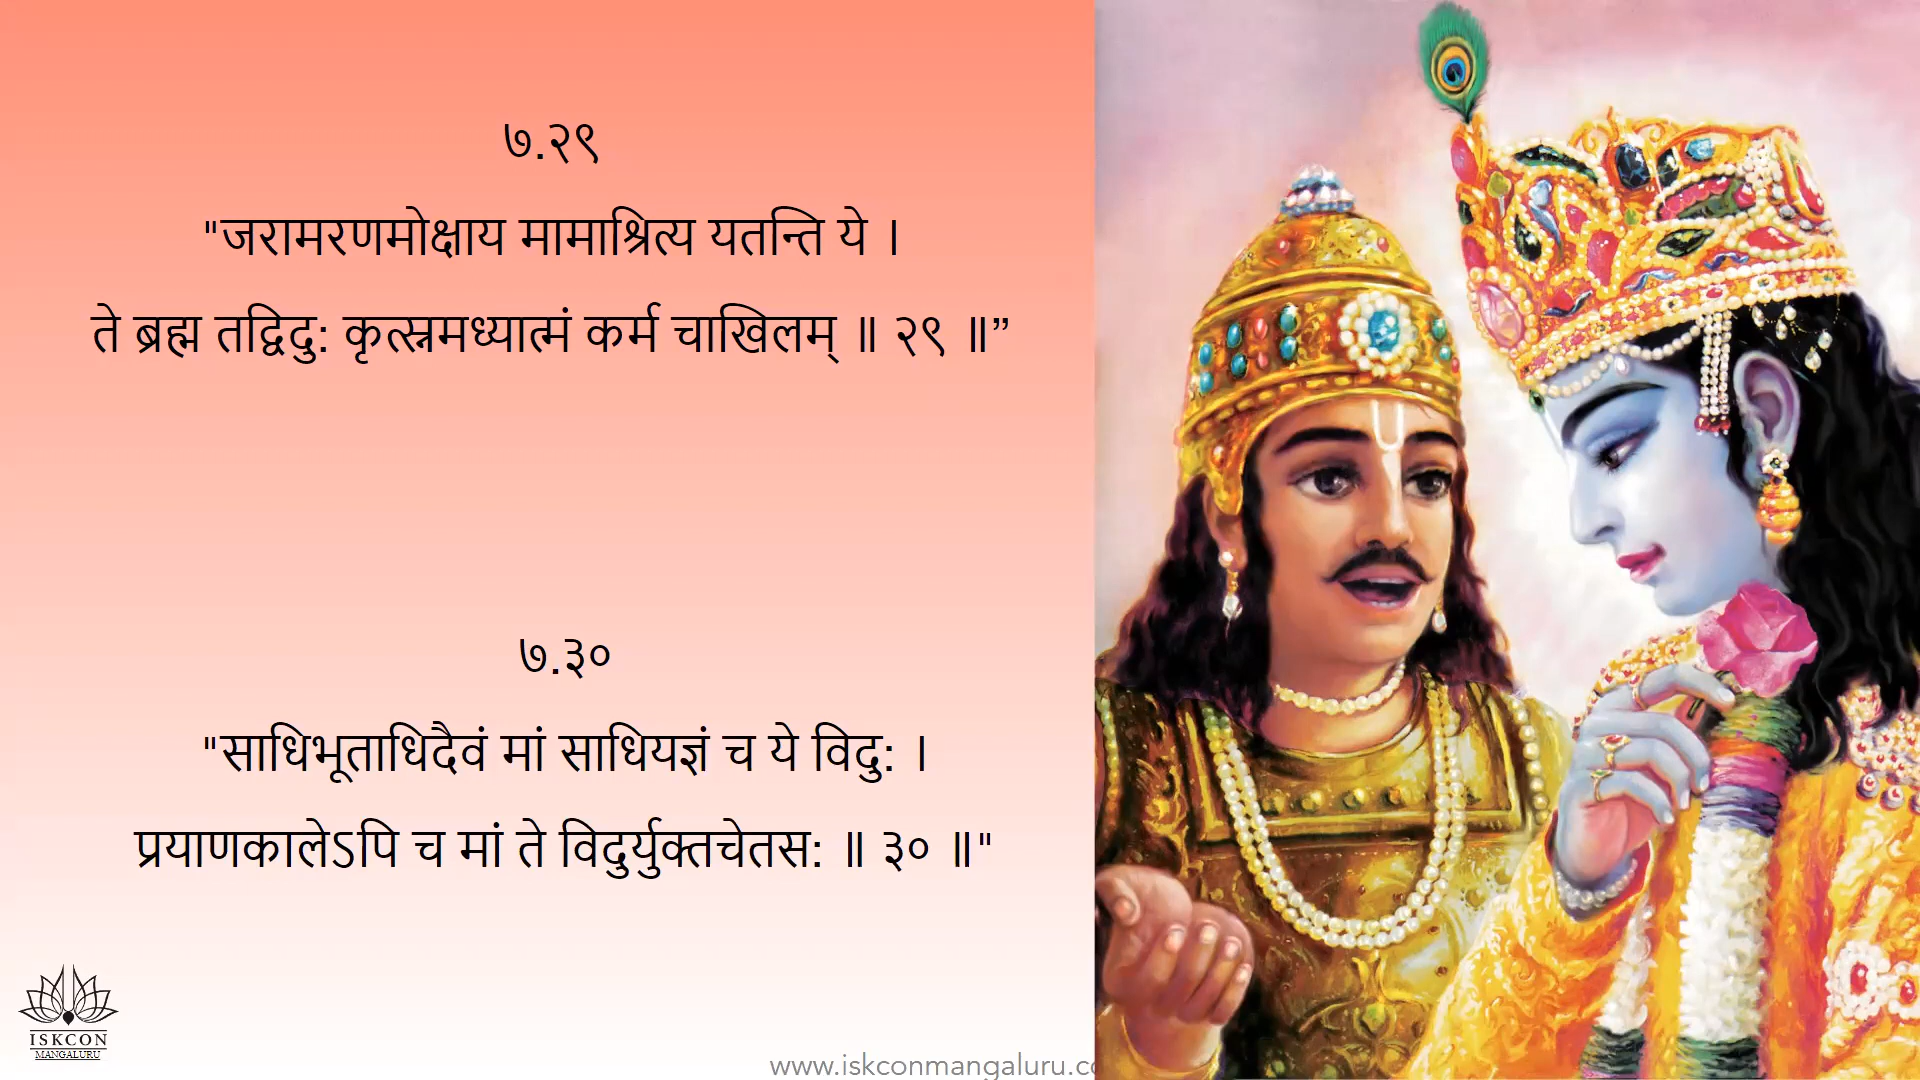 ७.२९
"जरामरणमोक्षाय मामाश्रित्य यतन्ति ये ।
ते ब्रह्म तद्विदु: कृत्स्नमध्यात्मं कर्म चाखिलम् ॥ २९ ॥”
७.३०
"साधिभूताधिदैवं मां साधियज्ञं च ये विदु: ।
प्रयाणकालेऽपि च मां ते विदुर्युक्तचेतस: ॥ ३० ॥"
ISKCON
MANGALURU
www.iskconmangaluru.co